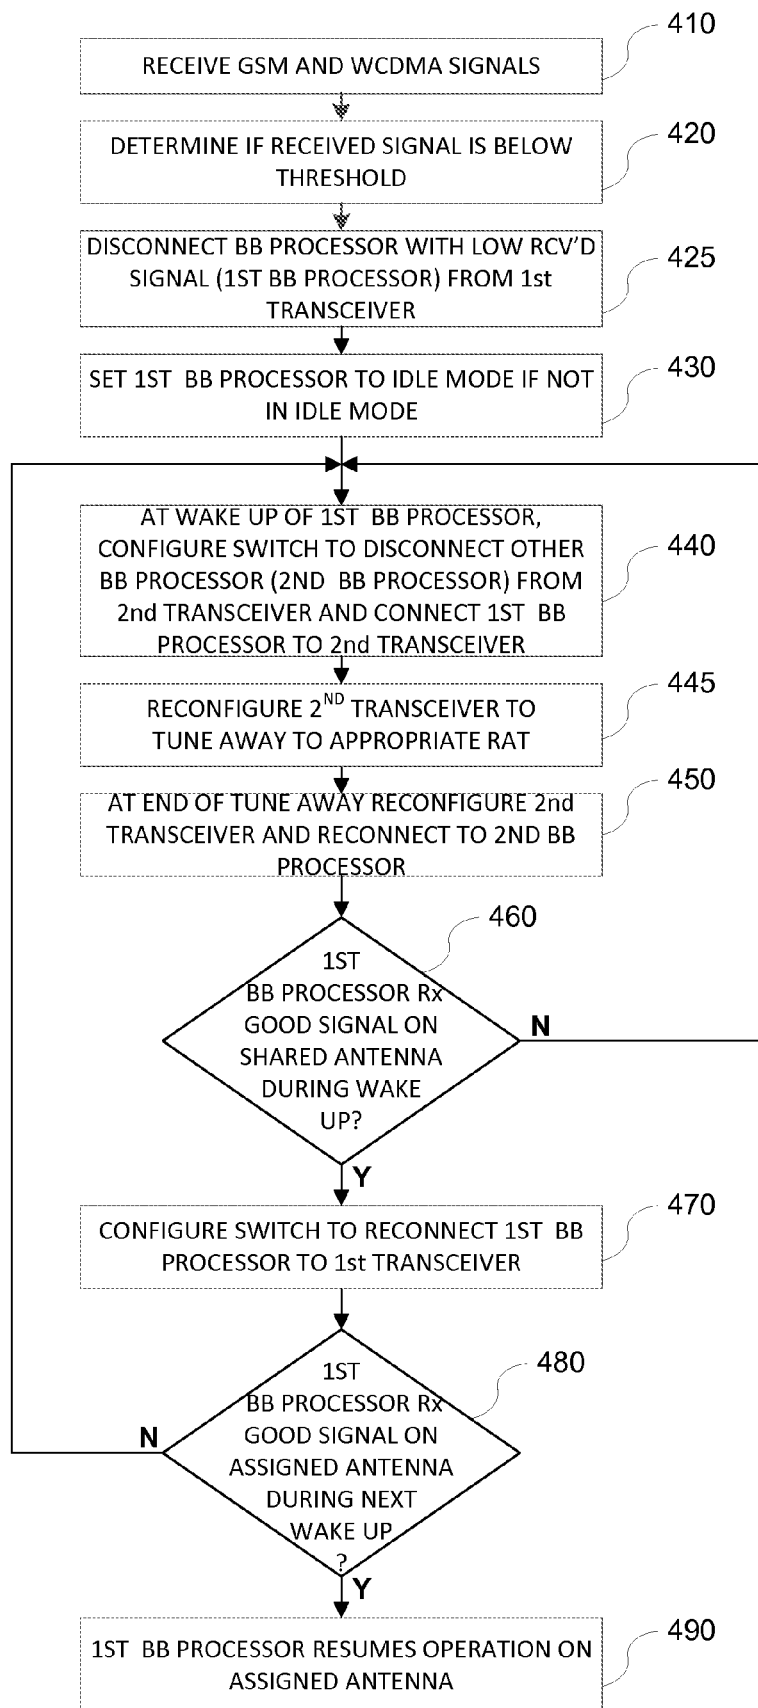 410
RECEIVE GSM AND WCDMA SIGNALS
420
DETERMINE IF RECEIVED SIGNAL IS BELOW
THRESHOLD
425
DISCONNECT BB PROCESSOR WITH LOW RCV'D
SIGNAL (1ST BB PROCESSOR) FROM 1st
TRANSCEIVER
430
SET 1ST BB PROCESSOR TO IDLE MODE IF NOT
IN IDLE MODE
440
AT WAKE UP OF 1ST BB PROCESSOR,
CONFIGURE SWITCH TO DISCONNECT OTHER
BB PROCESSOR (2ND BB PROCESSOR) FROM
2nd TRANSCEIVER AND CONNECT 1ST BB
PROCESSOR TO 2nd TRANSCEIVER
445
RECONFIGURE 2ND TRANSCEIVER TO
TUNE AWAY TO APPROPRIATE RAT
450
AT END OF TUNE AWAY RECONFIGURE 2nd
TRANSCEIVER AND RECONNECT TO 2ND BB
PROCESSOR
460
1ST
BB PROCESSOR Rx
GOOD SIGNAL ON
SHARED ANTENNA
DURING WAKE
UP?
N
Y
470
CONFIGURE SWITCH TO RECONNECT 1ST BB
PROCESSOR TO 1st TRANSCEIVER
480
1ST
BB PROCESSOR Rx
GOOD SIGNAL ON
ASSIGNED ANTENNA
DURING NEXT
WAKE UP
?
N
Y
490
1ST BB PROCESSOR RESUMES OPERATION ON
ASSIGNED ANTENNA